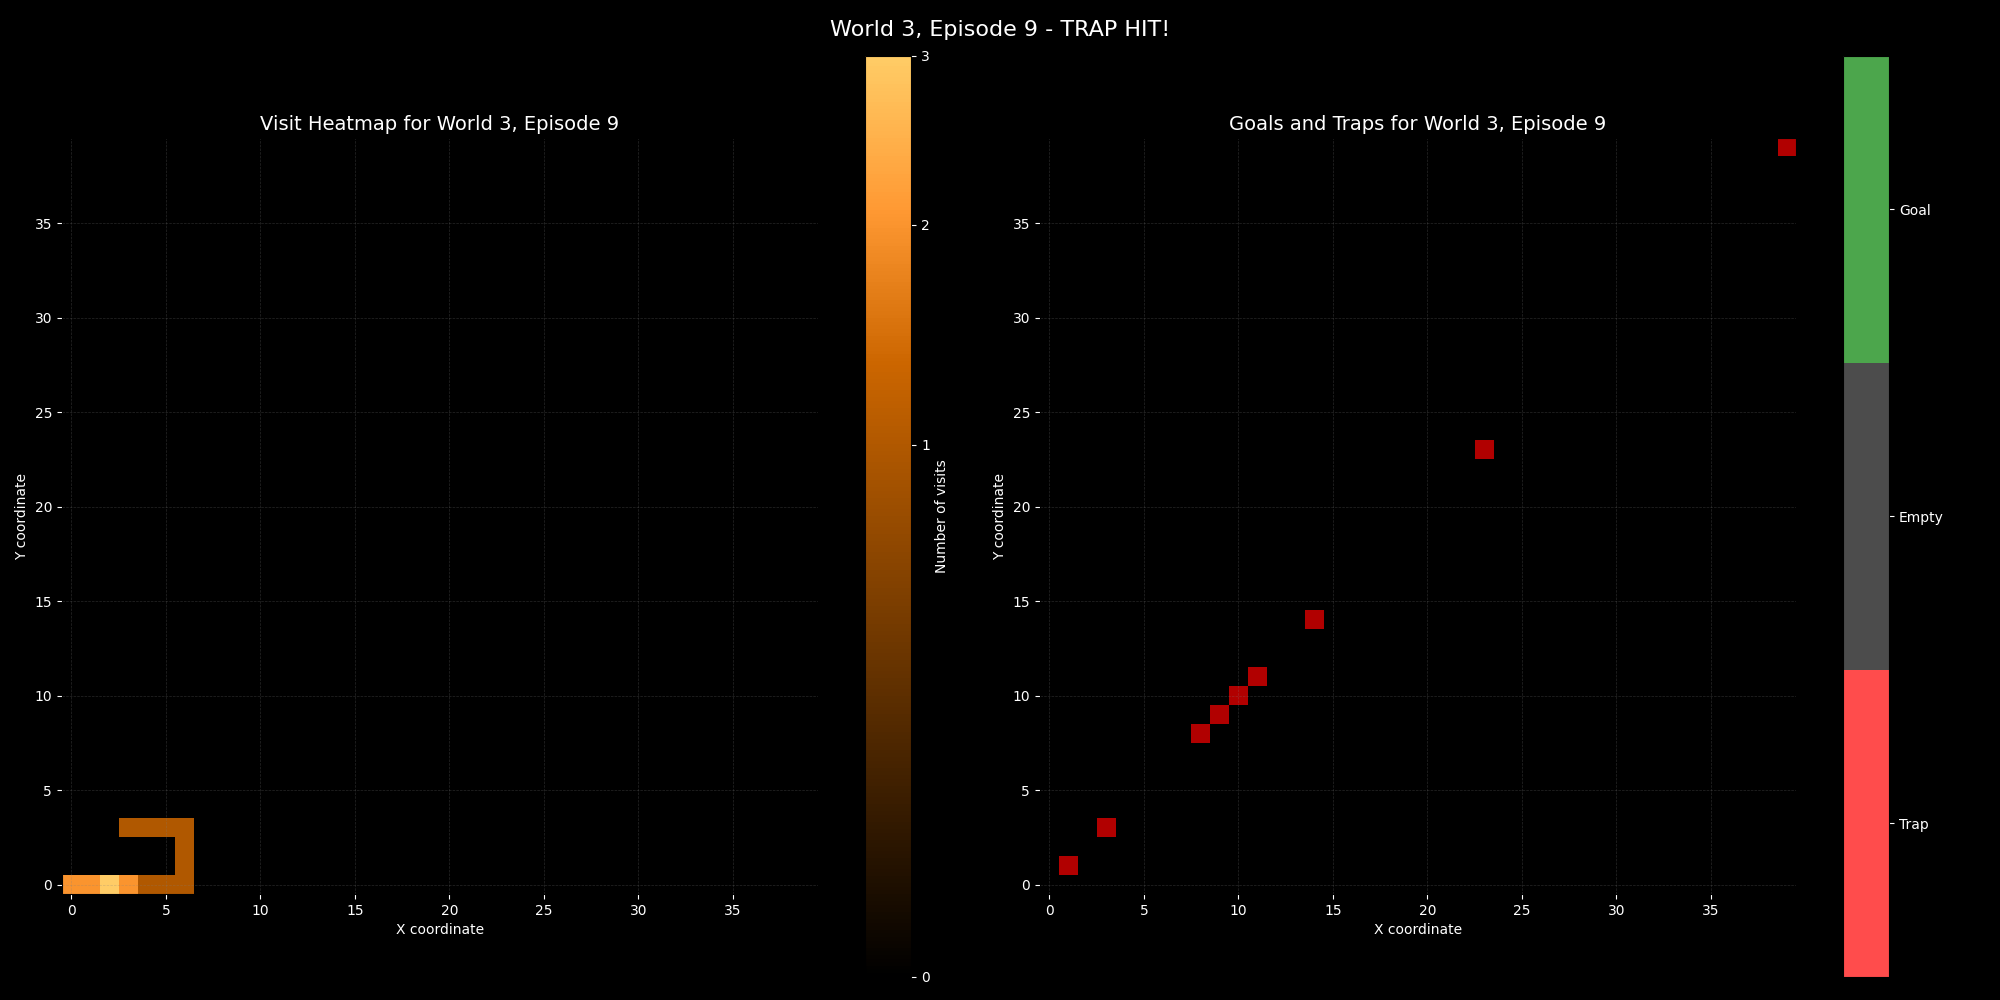 World 3, Episode 9 - TRAP HIT!
Visit Heatmap for World 3, Episode 9
35
30
25
20
15
10
5
0
Y coordinate
0 5 10 15 20 25 30 35
X coordinate
3
2
1
0
Number of visits
Goals and Traps for World 3, Episode 9
35
30
25
20
15
10
5
0
Y coordinate
0 5 10 15 20 25 30 35
X coordinate
Goal
Empty
Trap